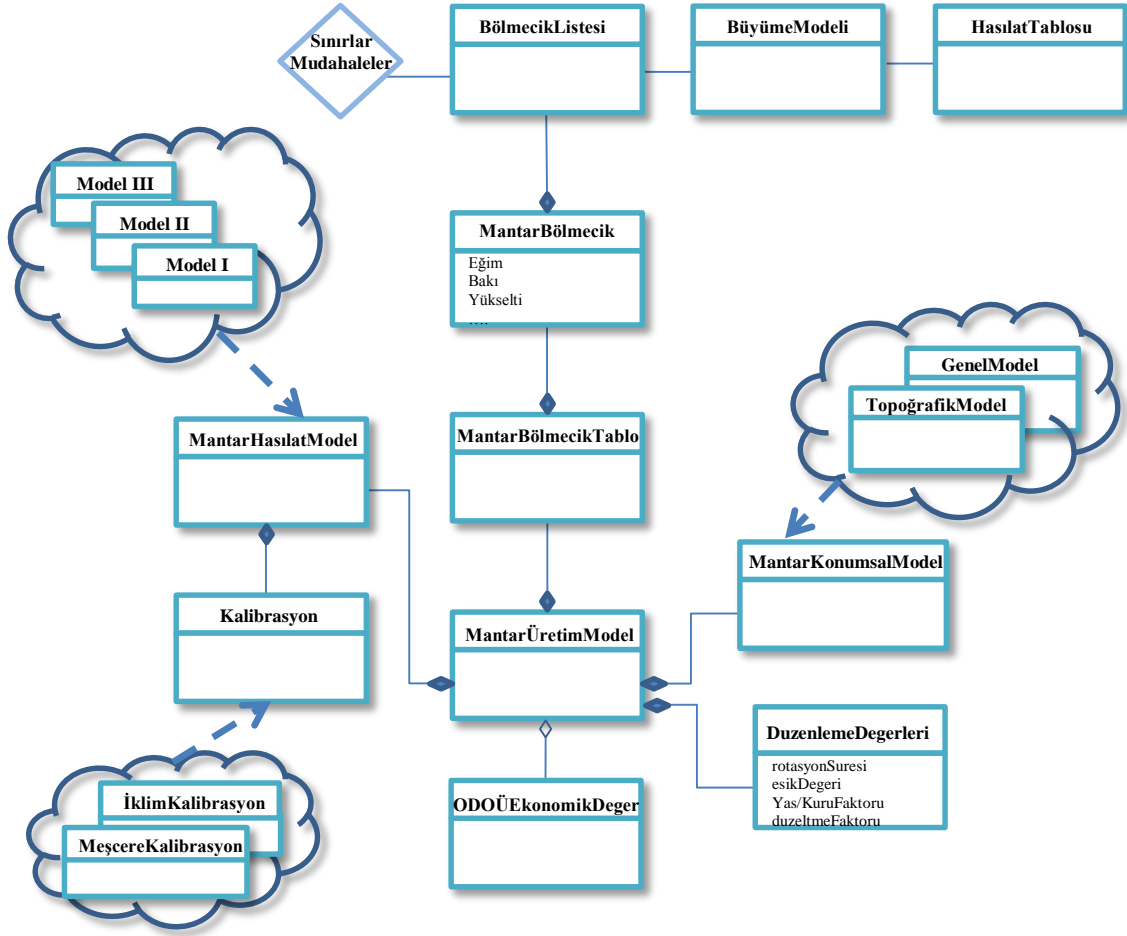 Sınırlar
Mudahaleler
BölmecikListesi
BüyümeModeli
HasılatTablosu
Model III
Model II
Model I
MantarBölmecik
Eğim
Bakı
Yükselti
....
GenelModel
TopoğrafikModel
MantarHasılatModel
MantarBölmecikTablo
MantarKonumsalModel
Kalibrasyon
MantarÜretimModel
DuzenlemeDegerleri
rotasyonSuresi
esikDegeri
Yas/KuruFaktoru
duzeltmeFaktoru
İklimKalibrasyon
MeşcereKalibrasyon
ODOÜEkonomikDeger